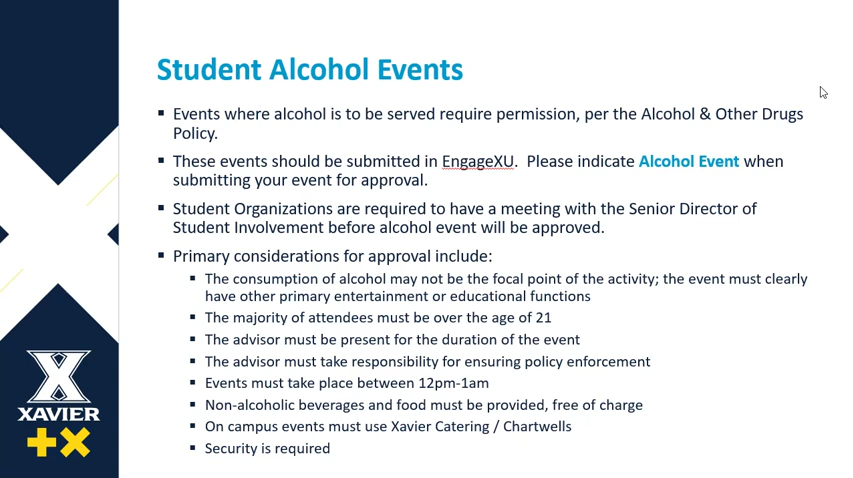 Student Alcohol Events
▪ Events where alcohol is to be served require permission, per the Alcohol & Other Drugs
Policy.
▪ These events should be submitted in EngageXU.  Please indicate Alcohol Event when
submitting your event for approval.
▪ Student Organizations are required to have a meeting with the Senior Director of
Student Involvement before alcohol event will be approved.
▪ Primary considerations for approval include:
▪ The consumption of alcohol may not be the focal point of the activity; the event must clearly
have other primary entertainment or educational functions
▪ The majority of attendees must be over the age of 21
▪ The advisor must be present for the duration of the event
▪ The advisor must take responsibility for ensuring policy enforcement
▪ Events must take place between 12pm-1am
▪ Non-alcoholic beverages and food must be provided, free of charge
▪ On campus events must use Xavier Catering / Chartwells
▪ Security is required
X
XAVIER